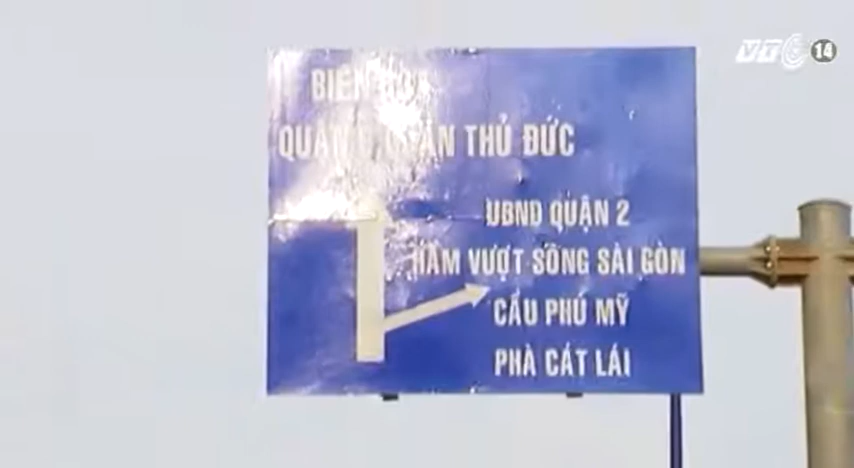 VTC 14
BIÊN
QUẬN THỦ ĐỨC
UBND QUẬN 2
HẦM VƯỢT SÔNG SÀI GÒN
CẦU PHÚ MỸ
PHÀ CÁT LÁI